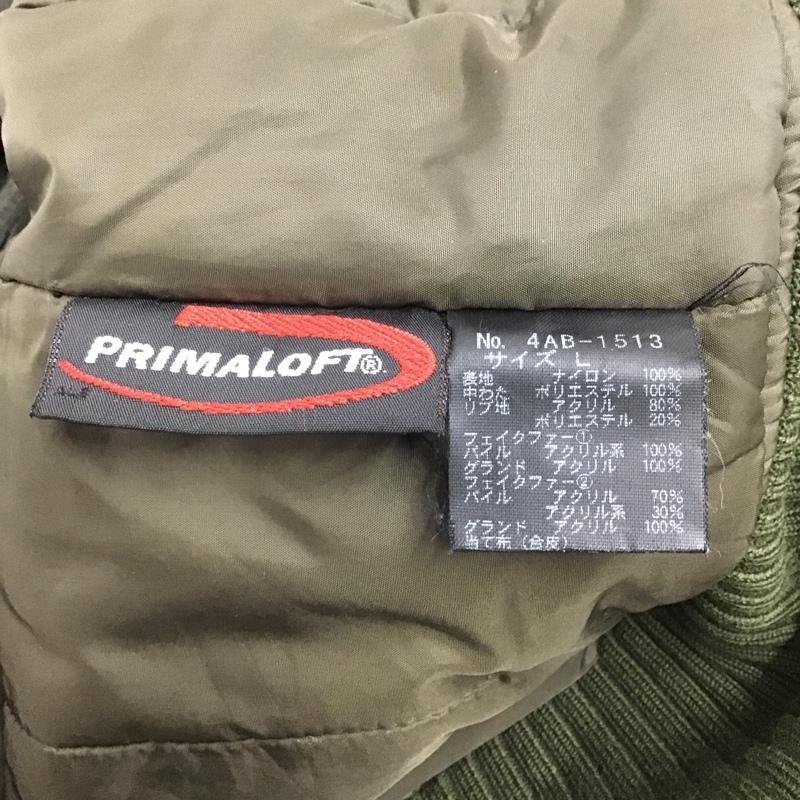 PRIMALOFT®
No. 4AB-1513
サイズ L
表地 ナイロン 100%
中わた ポリエステル 100%
リブ地 アクリル 80%
ポリエステル 20%
フェイクファー①
パイル アクリル系 100%
グランド アクリル 100%
フェイクファー②
パイル アクリル 70%
アクリル系 30%
グランド アクリル 100%
当て布(合皮)